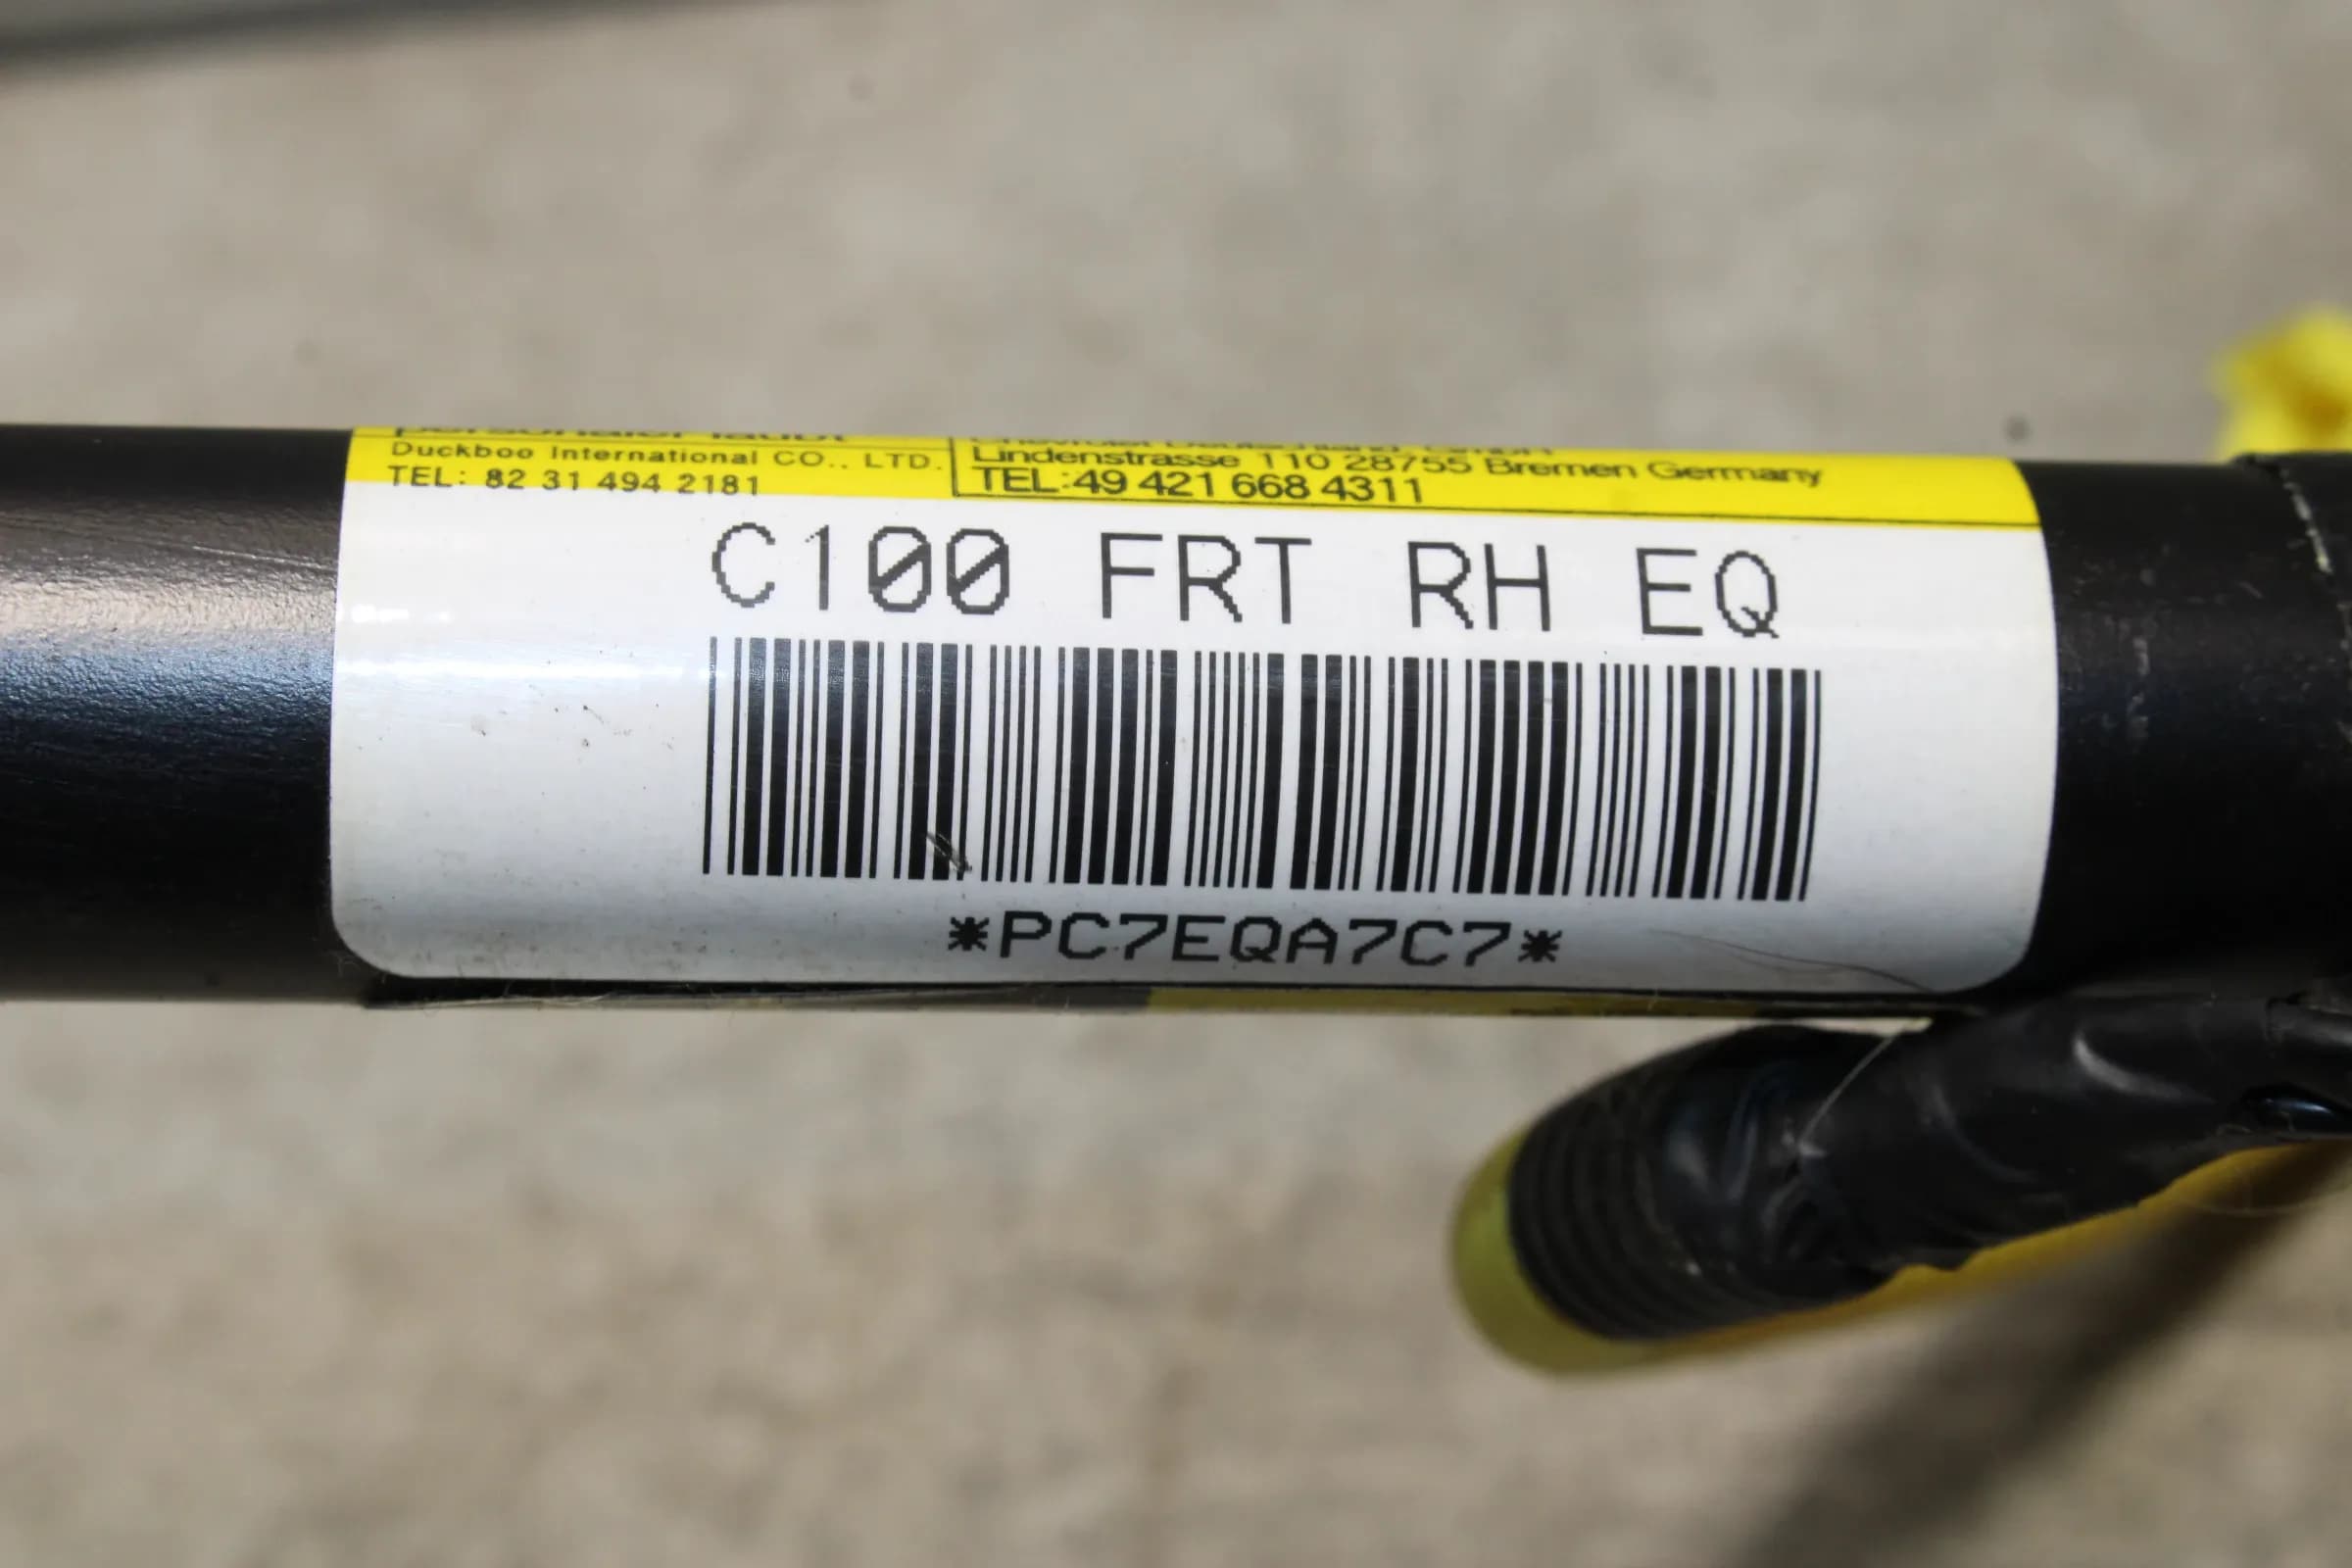 Duckboo International CO., LTD.
TEL: 82 31 494 2181
Lindenstrasse 110 28755 Bremen Germany
TEL:49 421 668 4311
C100 FRT RH EQ
*PC7EQA7C7*